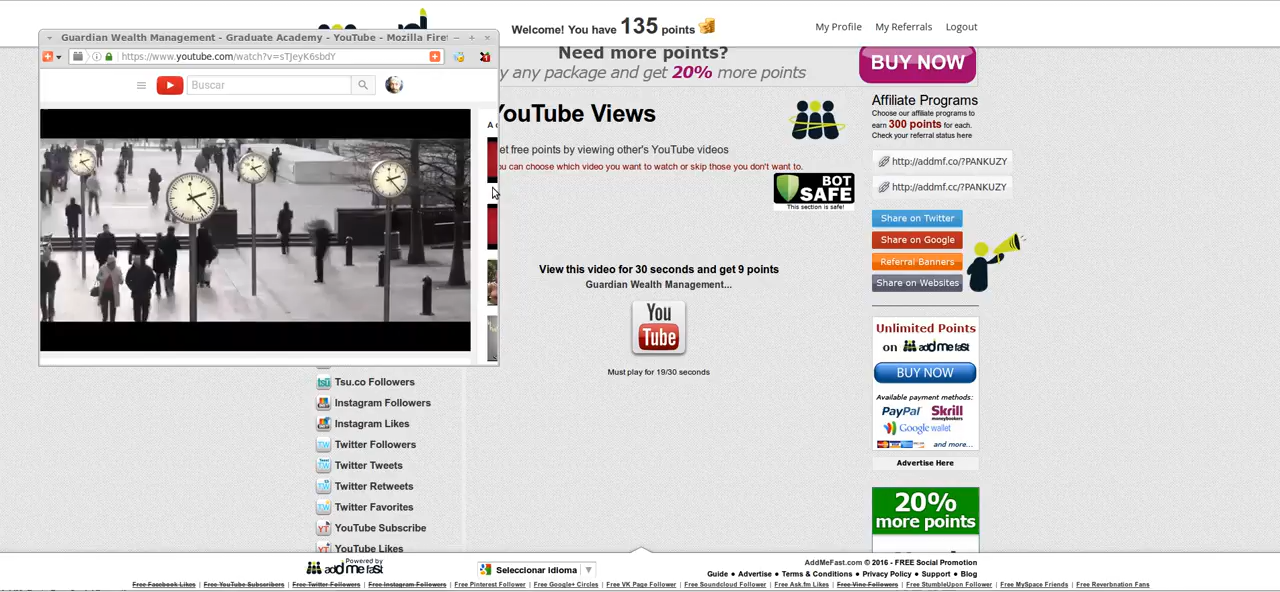 Welcome! You have 135 points
My Profile
My Referrals
Logout
Guardian Wealth Management - Graduate Academy - YouTube - Mozilla Fire
https://www.youtube.com/watch?v=sTJeyK6sbdY
Buscar
Need more points?
y any package and get 20% more points
BUY NOW
YouTube Views
et free points by viewing other's YouTube videos
ou can choose which video you want to watch or skip those you don't want to.
BOT
SAFE
This section is safe!
View this video for 30 seconds and get 9 points
Guardian Wealth Management...
You
Tube
Must play for 19/30 seconds
Affiliate Programs
Choose our affiliate programs to
earn 300 points for each.
Check your referral status here
http://addmf.co/?PANKUZY
http://addmf.cc/?PANKUZY
Share on Twitter
Share on Google
Referral Banners
Share on Websites
Unlimited Points
on addmefast
BUY NOW
Available payment methods:
PayPal Skrill
moneybookers
Google wallet
and more...
Advertise Here
20%
more points
Tsu.co Followers
Instagram Followers
Instagram Likes
Twitter Followers
Twitter Tweets
Twitter Retweets
Twitter Favorites
YouTube Subscribe
YouTube Likes
Powered by
addmefast
Seleccionar idioma ▼
AddMeFast.com © 2016 - FREE Social Promotion
Guide ● Advertise ● Terms & Conditions ● Privacy Policy ● Support ● Blog
Free Facebook Likes | Free YouTube Subscribers | Free Twitter Followers | Free Instagram Followers | Free Pinterest Follower | Free Google+ Circles | Free VK Page Follower | Free Soundcloud Follower | Free Ask.fm Likes | Free Vine Followers | Free StumbleUpon Follower | Free MySpace Friends | Free Reverbnation Fans